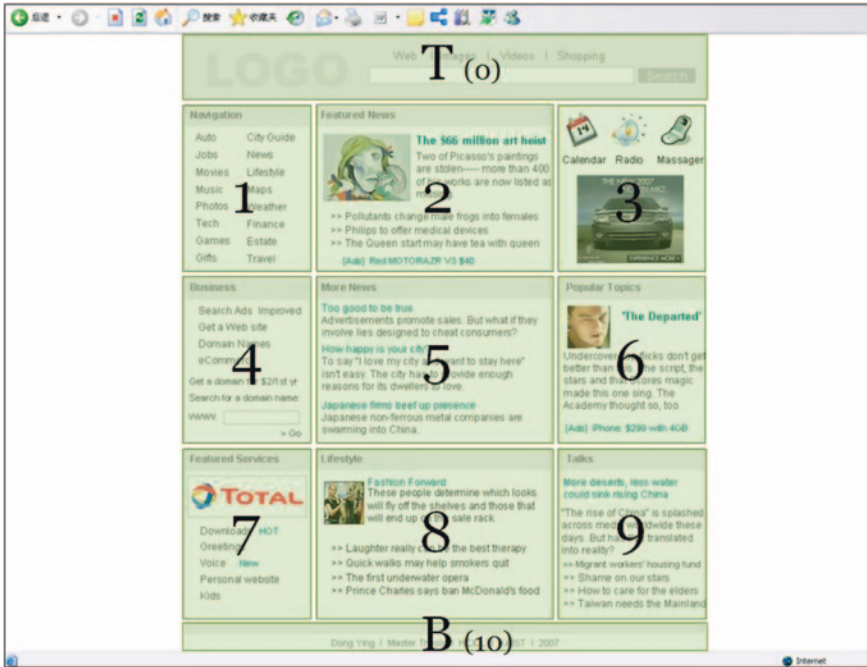 后退
搜索
收藏夹
LOGO
Web | Images | Videos | Shopping
Search
T (0)
Navigation
Auto City Guide
Jobs News
Movies Lifestyle
Music Maps
Photos Weather
Tech Finance
Games Estate
Gifts Travel
1
Featured News
The $66 million art heist
Two of Picasso's paintings
are stolen----- more than 400
of his works are now listed as
missing.
>> Pollutants change male frogs into females
>> Philips to offer medical devices
>> The Queen start may have tea with queen
[Ads] Red MOTORAZR V3 $40
2
14
Calendar Radio Massager
THE NEW 2007
EXPERIENCE MORE
3
Business
Search Ads Improved
Get a Web site
Domain Names
eCommerce
Get a domain for $2/1st yr
Search for a domain name:
www.
> Go
4
More News
Too good to be true
Advertisements promote sales. But what if they
involve lies designed to cheat consumers?
How happy is your city
To say "I love my city and want to stay here"
isn't easy. The city has to provide enough
reasons for its dwellers to love.
Japanese firms beef up presence
Japanese non-ferrous metal companies are
swarming into China.
5
Popular Topics
'The Departed'
Undercover flicks don't get
better than this. The script, the
stars and that Scores magic
made this one sing. The
Academy thought so, too.
[Ads] iPhone: $299 with 4GB
6
Featured Services
TOTAL
Downloads HOT
Greeting
Voice New
Personal website
Kids
7
Lifestyle
Fashion Forward
These people determine which looks
will fly off the shelves and those that
will end up on the sale rack.
>> Laughter really can be the best therapy
>> Quick walks may help smokers quit
>> The first underwater opera
>> Prince Charles says ban McDonald's food
8
Talks
More deserts, less water
could sink rising China
"The rise of China" is splashed
across media worldwide these
days. But has it translated
into reality?
>> Migrant workers' housing fund
>> Shame on our stars
>> How to care for the elders
>> Taiwan needs the Mainland
9
Dong Ying | Master | 2007
B (10)
Internet